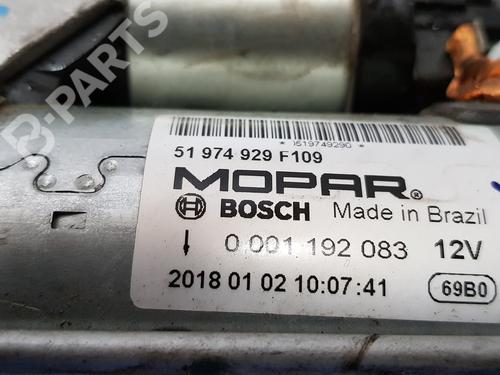 B-PARTS
*)519749290 *
51 974 929 F109
MOPAR®
BOSCH Made in Brazil
0 001 192 083 12V
2018 01 02 10:07:41 69B0